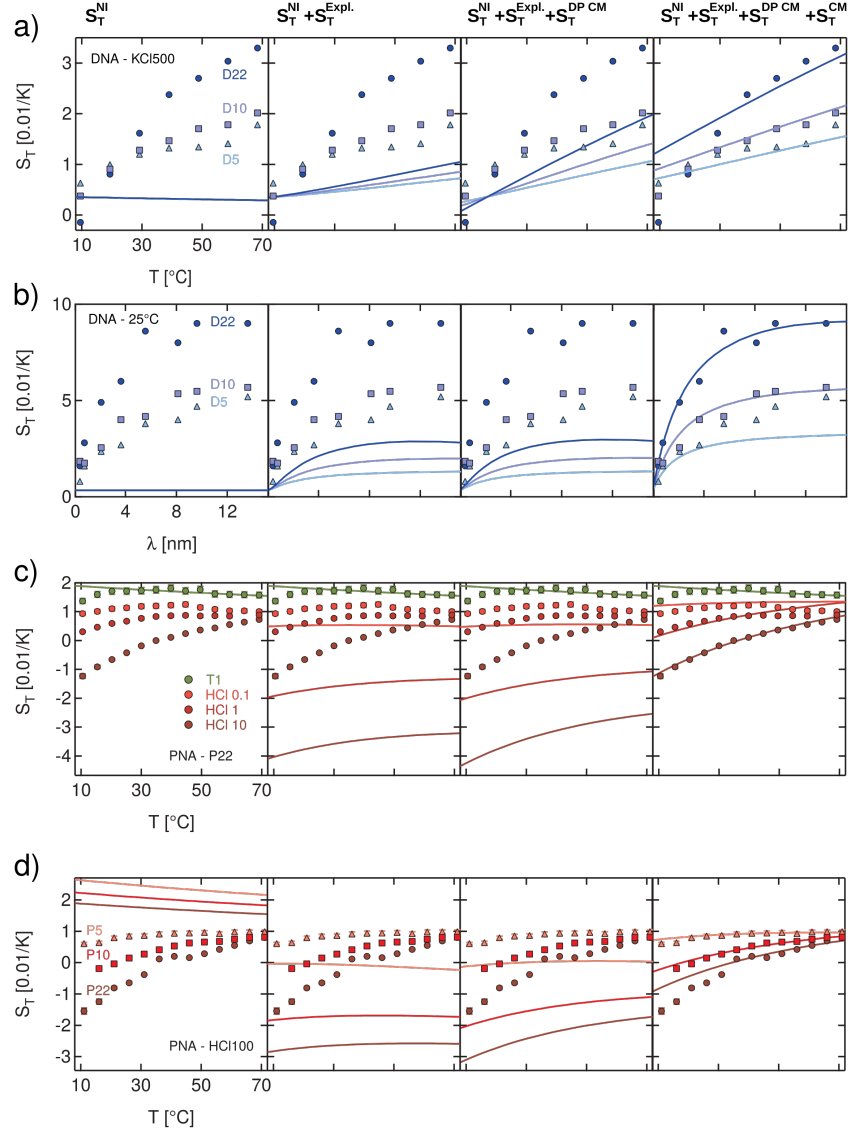 S_T^NI
S_T^NI + S_T^Expl.
S_T^NI + S_T^Expl. + S_T^DP CM
S_T^NI + S_T^Expl. + S_T^DP CM + S_T^CM
a)
DNA - KCl500
D22
D10
D5
S_T [0.01/K]
3
2
1
0
10 30 50 70
T [°C]
b)
DNA - 25°C
D22
D10
D5
S_T [0.01/K]
10
5
0
0 4 8 12
λ [nm]
c)
S_T [0.01/K]
2
1
0
-1
-2
-3
-4
T1
HCl 0.1
HCl 1
HCl 10
PNA - P22
10 30 50 70
T [°C]
d)
S_T [0.01/K]
2
1
0
-1
-2
-3
P5
P10
P22
PNA - HCl100
0 30 50 70
T [°C]